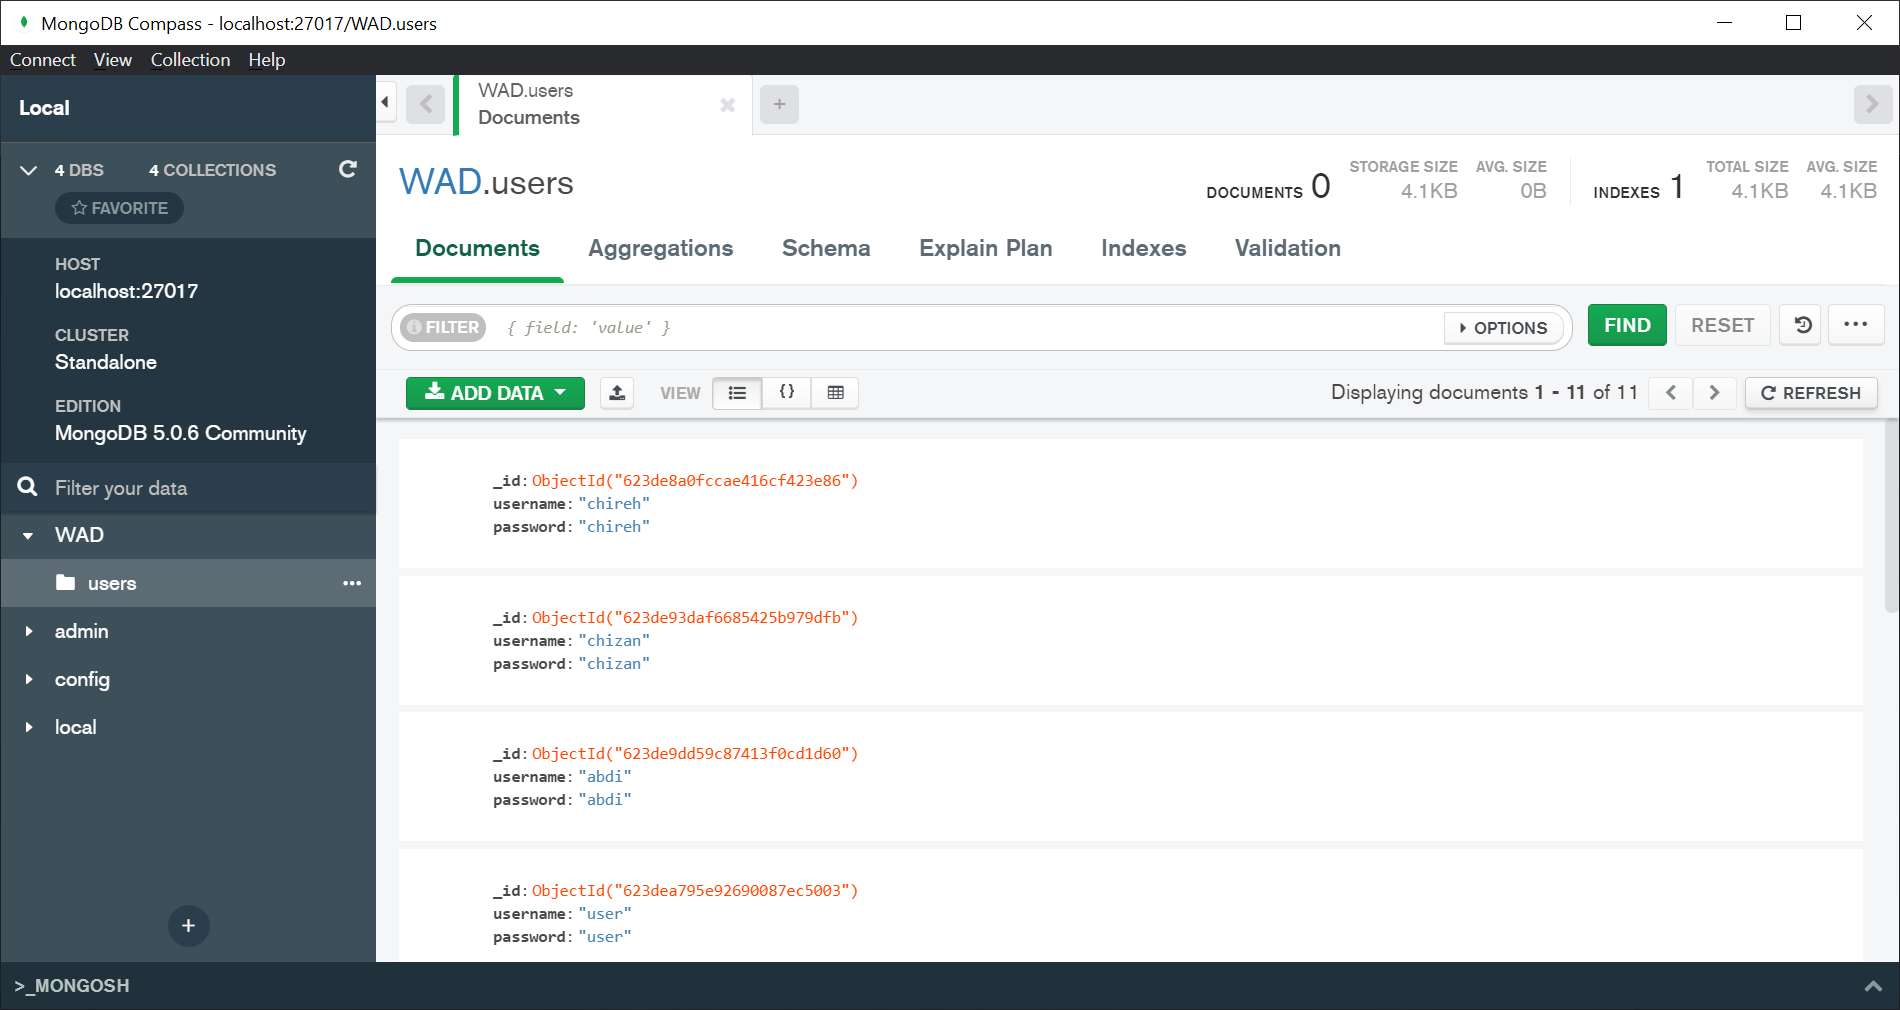 MongoDB Compass - localhost:27017/WAD.users
Connect View Collection Help
Local
4 DBS 4 COLLECTIONS
FAVORITE
HOST
localhost:27017
CLUSTER
Standalone
EDITION
MongoDB 5.0.6 Community
Filter your data
WAD
users
admin
config
local
WAD.users
Documents
WAD.users
DOCUMENTS 0
STORAGE SIZE
4.1KB
AVG. SIZE
0B
INDEXES 1
TOTAL SIZE
4.1KB
AVG. SIZE
4.1KB
Documents Aggregations Schema Explain Plan Indexes Validation
FILTER { field: 'value' } OPTIONS FIND RESET
ADD DATA VIEW {} Displaying documents 1 - 11 of 11 REFRESH
_id: ObjectId("623de8a0fccae416cf423e86")
username: "chireh"
password: "chireh"
_id: ObjectId("623de93daf6685425b979dfb")
username: "chizan"
password: "chizan"
_id: ObjectId("623de9dd59c87413f0cd1d60")
username: "abdi"
password: "abdi"
_id: ObjectId("623dea795e92690087ec5003")
username: "user"
password: "user"
>_MONGOSH